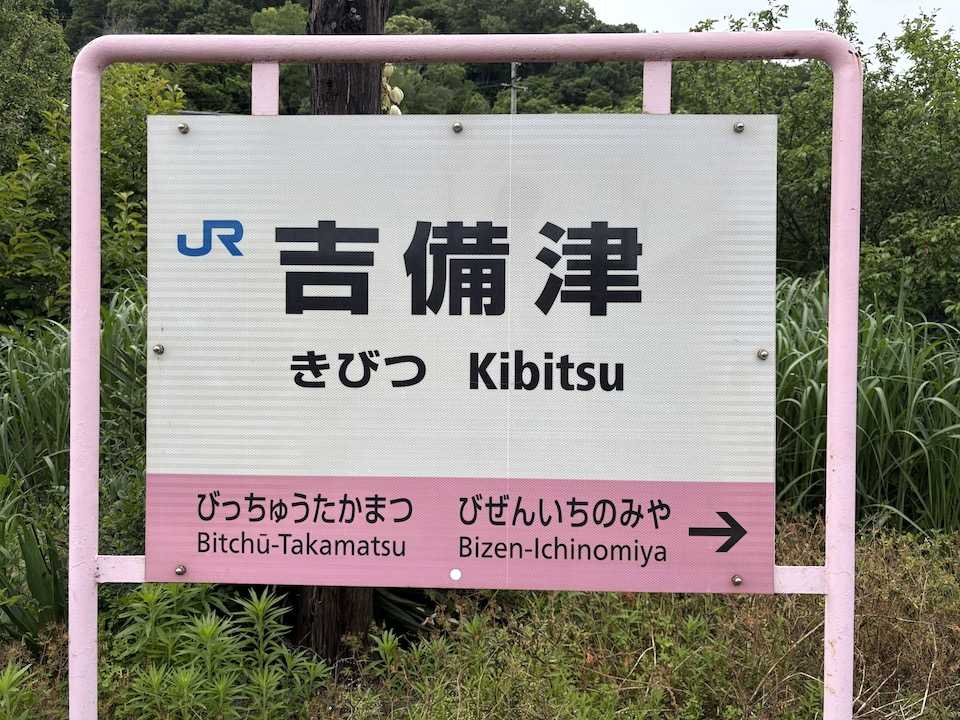 JR 吉備津
きびつ Kibitsu
びっちゅうたかまつ びぜんいちのみや →
Bitchū-Takamatsu Bizen-Ichinomiya